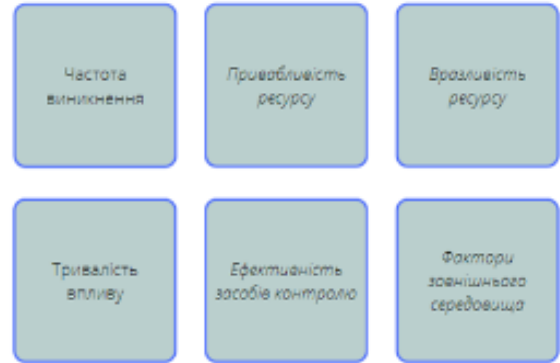 Частота
виникнення
Привабливість
ресурсу
Вразливість
ресурсу
Тривалість
впливу
Ефективність
засобів контролю
Фактори
зовнішнього
середовища